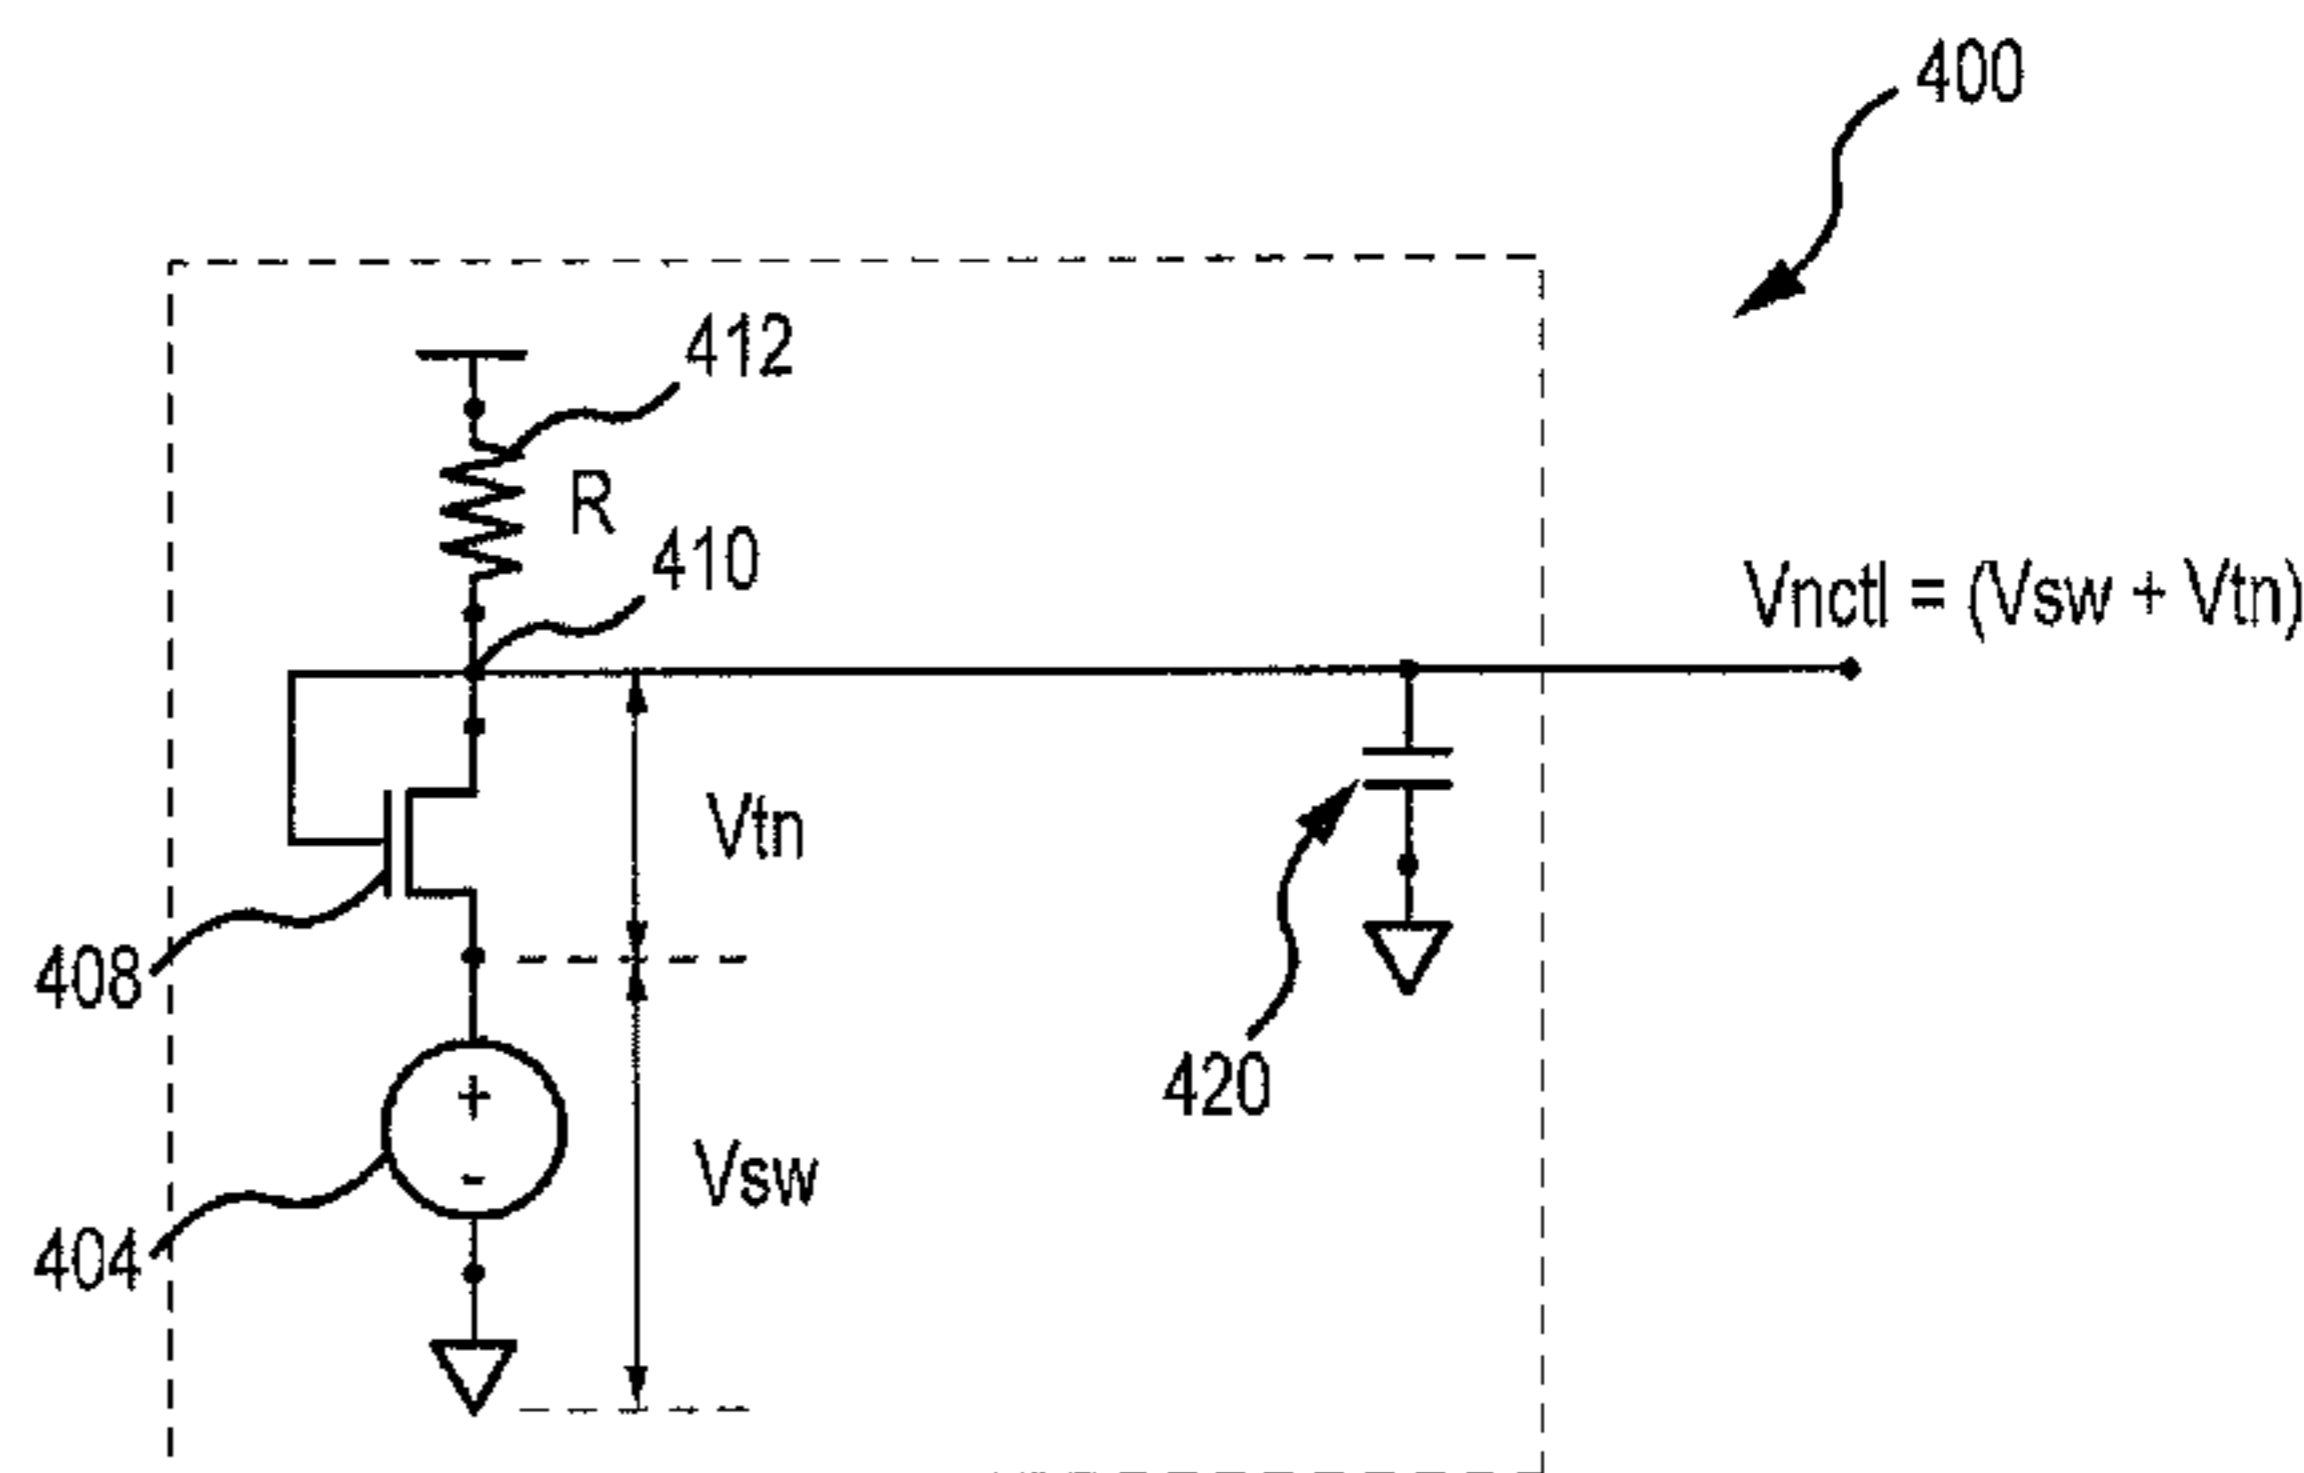 400
412
R
410
Vnctl = (Vsw + Vtn)
Vtn
408
420
+
-
Vsw
404